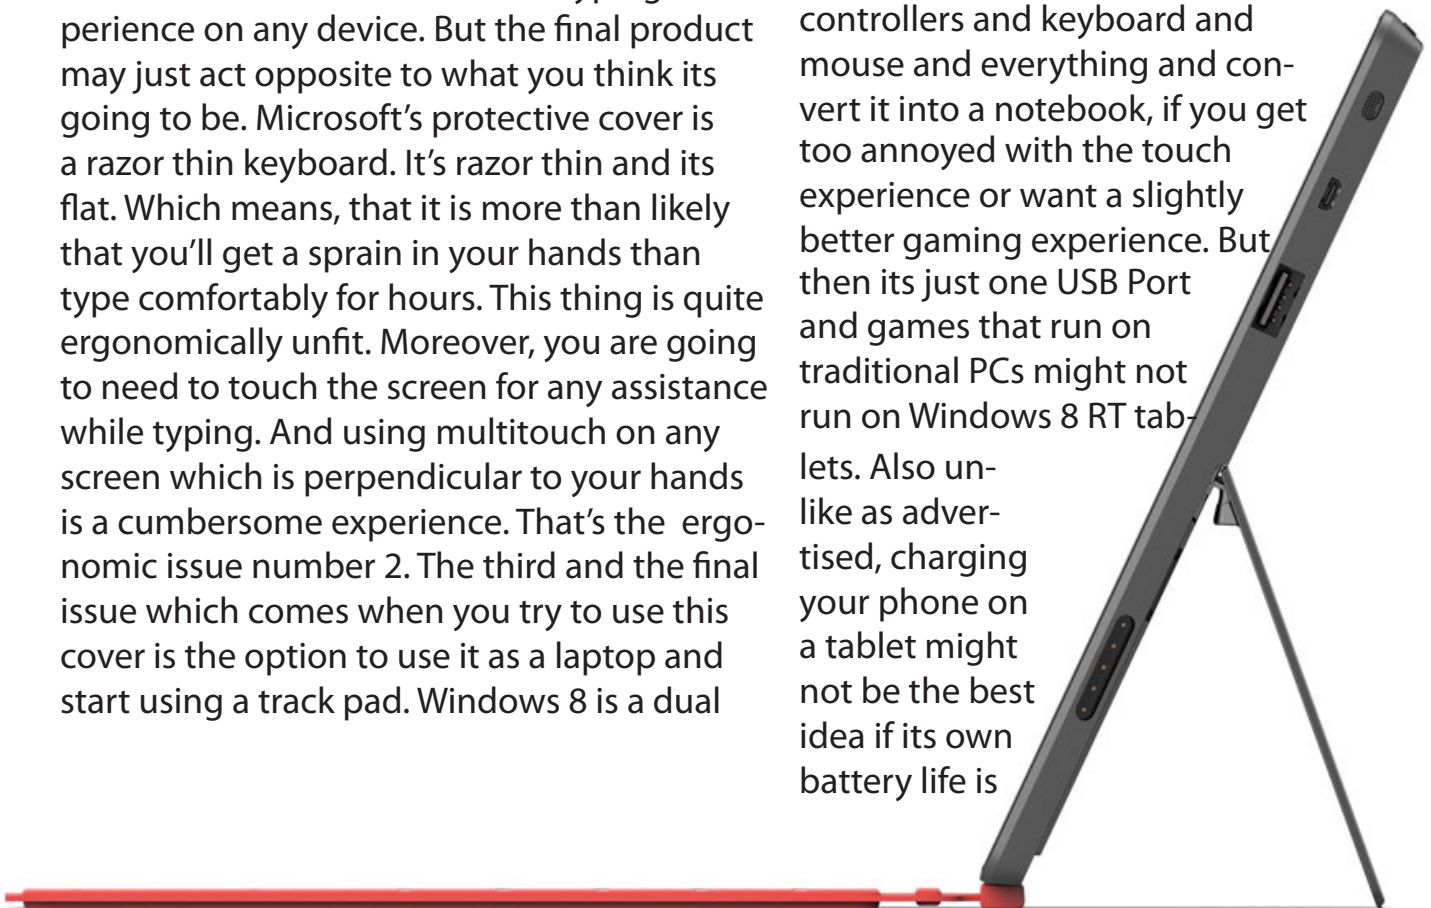 perience on any device. But the final product
may just act opposite to what you think its
going to be. Microsoft’s protective cover is
a razor thin keyboard. It’s razor thin and its
flat. Which means, that it is more than likely
that you’ll get a sprain in your hands than
type comfortably for hours. This thing is quite
ergonomically unfit. Moreover, you are going
to need to touch the screen for any assistance
while typing. And using multitouch on any
screen which is perpendicular to your hands
is a cumbersome experience. That’s the  ergo-
nomic issue number 2. The third and the final
issue which comes when you try to use this
cover is the option to use it as a laptop and
start using a track pad. Windows 8 is a dual
controllers and keyboard and
mouse and everything and con-
vert it into a notebook, if you get
too annoyed with the touch
experience or want a slightly
better gaming experience. But
then its just one USB Port
and games that run on
traditional PCs might not
run on Windows 8 RT tab-
lets. Also un-
like as adver-
tised, charging
your phone on
a tablet might
not be the best
idea if its own
battery life is